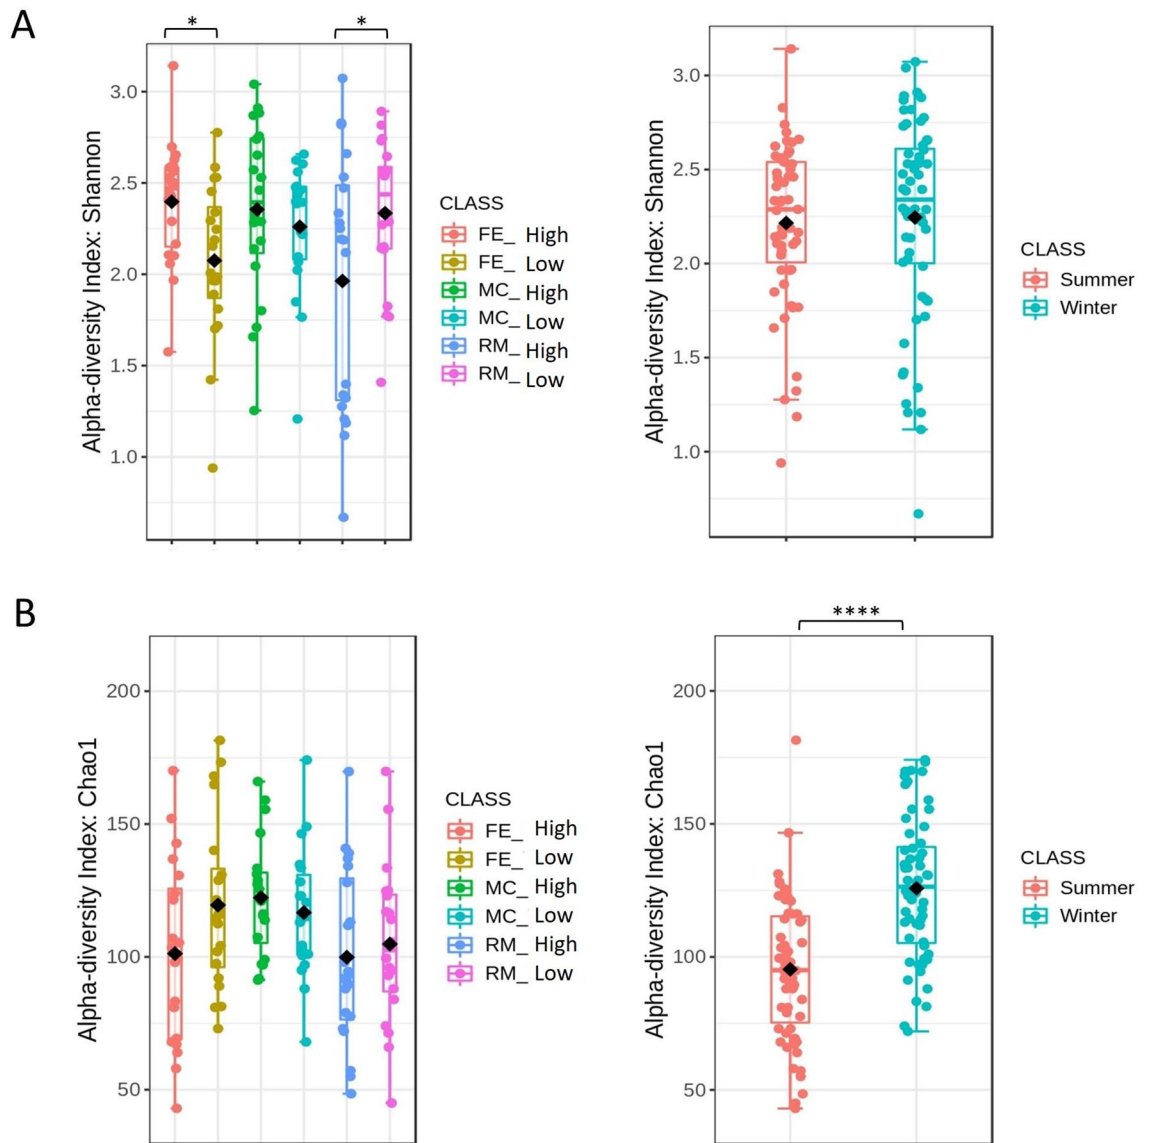 A
*
*
Alpha-diversity Index: Shannon
3.0
2.5
2.0
1.5
1.0
CLASS
FE_ High
FE_ Low
MC_ High
MC_ Low
RM_ High
RM_ Low
Alpha-diversity Index: Shannon
3.0
2.5
2.0
1.5
1.0
CLASS
Summer
Winter
B
Alpha-diversity Index: Chao1
200
150
100
50
CLASS
FE_ High
FE_ Low
MC_ High
MC_ Low
RM_ High
RM_ Low
****
Alpha-diversity Index: Chao1
200
150
100
50
CLASS
Summer
Winter